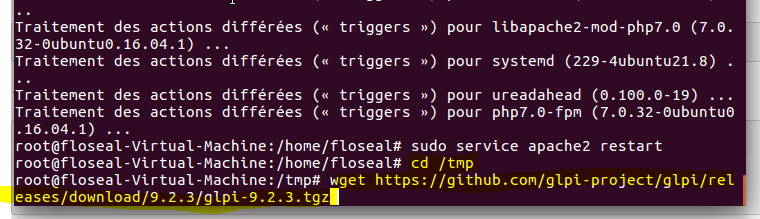 ..
Traitement des actions différées (« triggers ») pour libapache2-mod-php7.0 (7.0.
32-0ubuntu0.16.04.1) ...
Traitement des actions différées (« triggers ») pour systemd (229-4ubuntu21.8) .
..
Traitement des actions différées (« triggers ») pour ureadahead (0.100.0-19) ...
Traitement des actions différées (« triggers ») pour php7.0-fpm (7.0.32-0ubuntu0
.16.04.1) ...
root@floseal-Virtual-Machine:/home/floseal# sudo service apache2 restart
root@floseal-Virtual-Machine:/home/floseal# cd /tmp
root@floseal-Virtual-Machine:/tmp# wget https://github.com/glpi-project/glpi/rel
eases/download/9.2.3/glpi-9.2.3.tgz